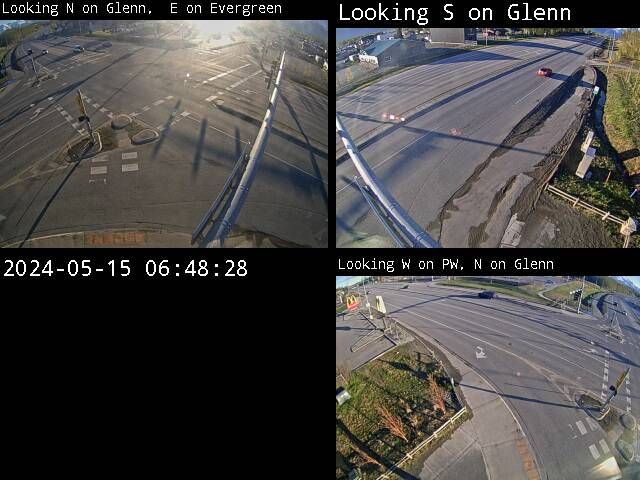 Looking N on Glenn, E on Evergreen
Looking S on Glenn
2024-05-15 06:48:28
Looking W on PW, N on Glenn